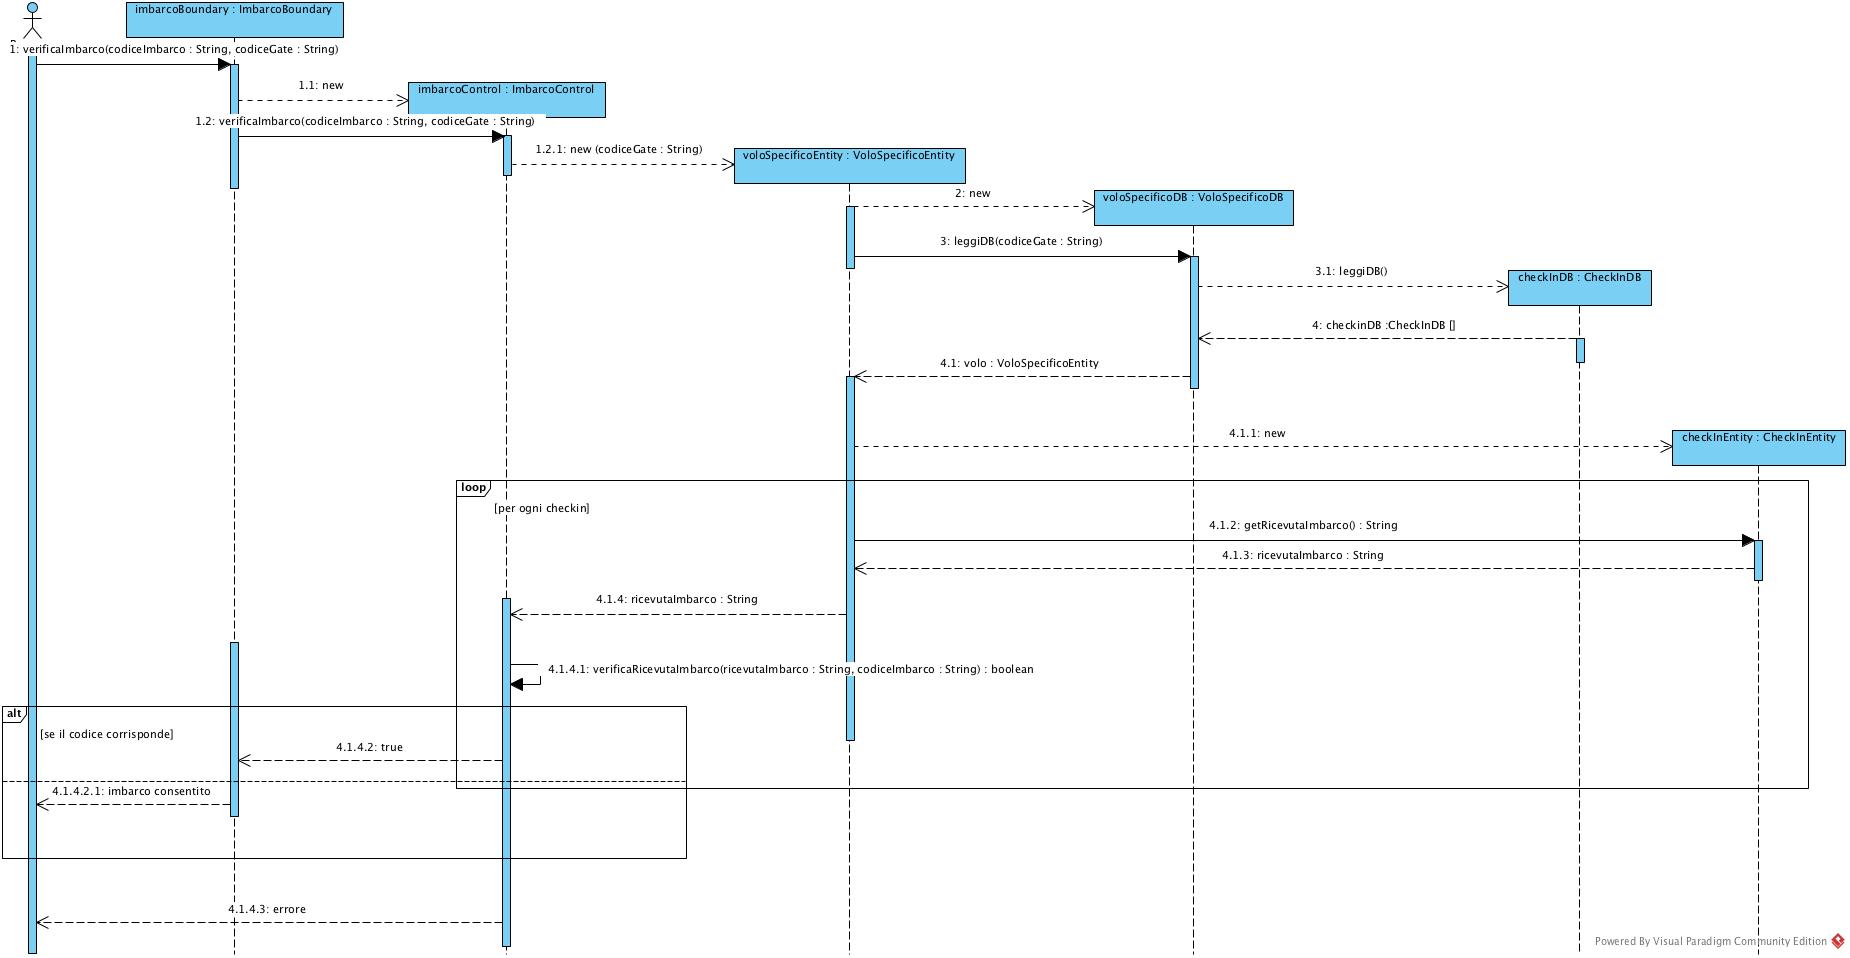 imbarcoBoundary : ImbarcoBoundary
1: verificaImbarco(codiceImbarco : String, codiceGate : String)
1.1: new
imbarcoControl : ImbarcoControl
1.2: verificaImbarco(codiceImbarco : String, codiceGate : String)
1.2.1: new (codiceGate : String)
voloSpecificoEntity : VoloSpecificoEntity
2: new
voloSpecificoDB : VoloSpecificoDB
3: leggiDB(codiceGate : String)
3.1: leggiDB()
checkInDB : CheckInDB
4: checkinDB :CheckInDB []
4.1: volo : VoloSpecificoEntity
4.1.1: new
checkInEntity : CheckInEntity
loop
[per ogni checkin]
4.1.2: getRicevutaImbarco() : String
4.1.3: ricevutaImbarco : String
4.1.4: ricevutaImbarco : String
4.1.4.1: verificaRicevutaImbarco(ricevutaImbarco : String, codiceImbarco : String) : boolean
alt
[se il codice corrisponde]
4.1.4.2: true
4.1.4.2.1: imbarco consentito
4.1.4.3: errore
Powered By Visual Paradigm Community Edition